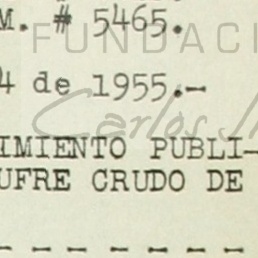 M. # 5465.
FUNDACI
4 de 1955.-
Carlos
IMIENTO PUBLI-
UFRE CRUDO DE
- - - - - - - -